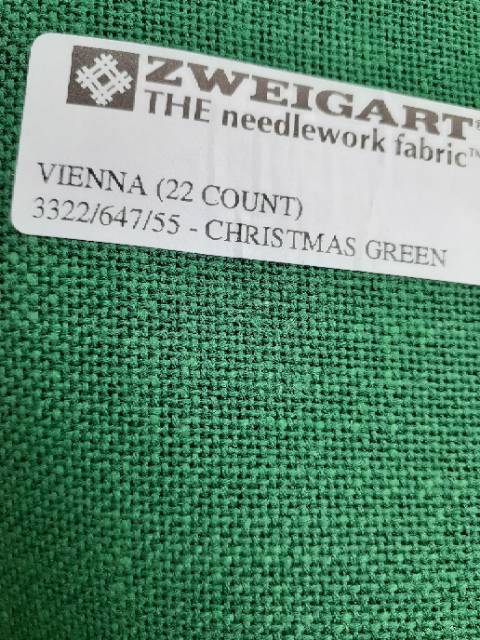 ZWEIGART®
THE needlework fabric™
VIENNA (22 COUNT)
3322/647/55 - CHRISTMAS GREEN